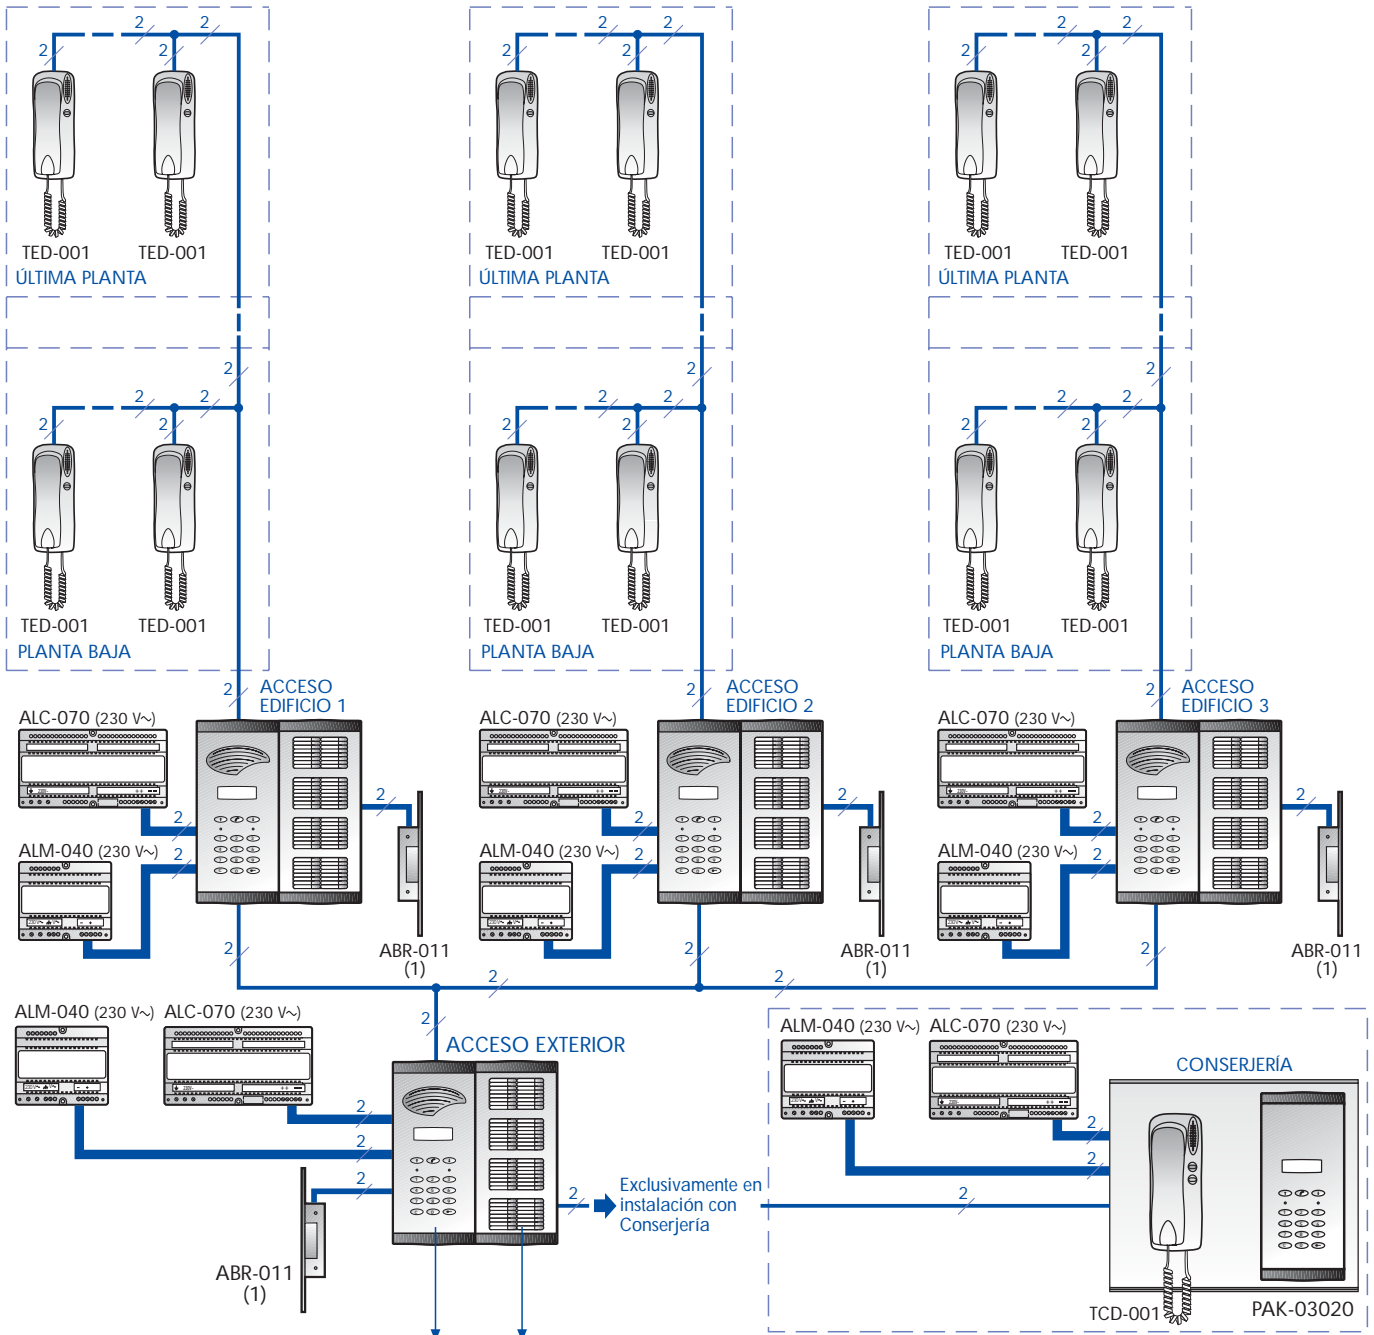 2 2 2 2 2 2
2 2 2 2 2 2
TED-001 TED-001 TED-001 TED-001 TED-001 TED-001
ÚLTIMA PLANTA ÚLTIMA PLANTA ÚLTIMA PLANTA
2 2 2
2 2 2 2 2 2
2 2 2 2 2 2
TED-001 TED-001 TED-001 TED-001 TED-001 TED-001
PLANTA BAJA PLANTA BAJA PLANTA BAJA
2 ACCESO EDIFICIO 1
2 ACCESO EDIFICIO 2
2 ACCESO EDIFICIO 3
ALC-070 (230 V~) ALC-070 (230 V~) ALC-070 (230 V~)
2 2 2
2 2 2
ALM-040 (230 V~) ALM-040 (230 V~) ALM-040 (230 V~)
2 2 2
ABR-011 ABR-011 ABR-011
(1) (1) (1)
2 2 2
2 2
ALM-040 (230 V~) ALC-070 (230 V~)
2
ACCESO EXTERIOR
2
2
2
ABR-011
(1)
2
Exclusivamente en
instalación con
Conserjería
ALM-040 (230 V~) ALC-070 (230 V~)
CONSERJERÍA
2
2
2
TCD-001 PAK-03020